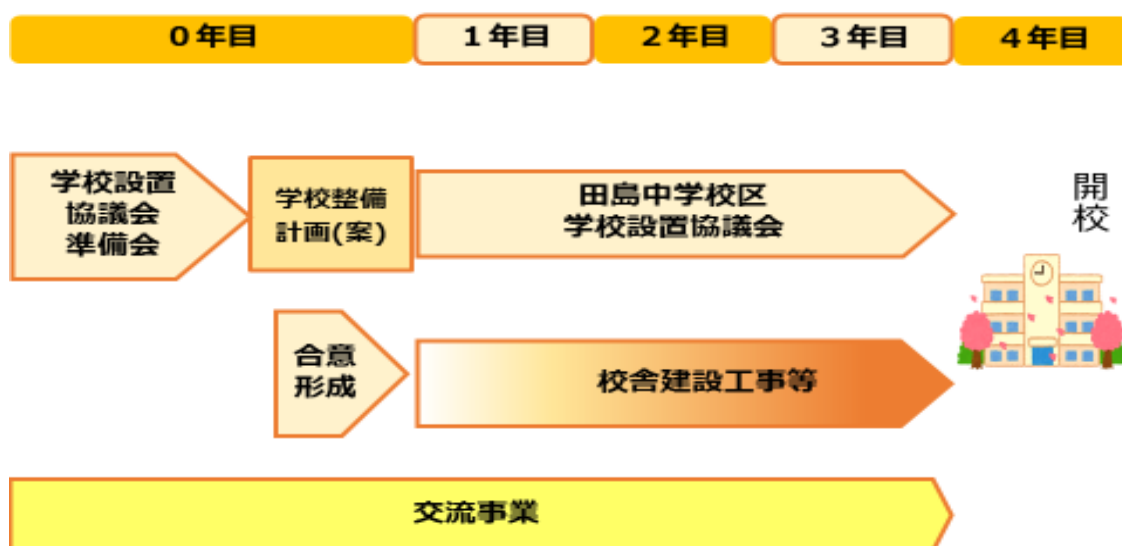 0年目
1年目
2年目
3年目
4年目
学校設置
協議会
準備会
学校整備
計画(案)
田島中学校区
学校設置協議会
開校
合意
形成
校舎建設工事等
交流事業